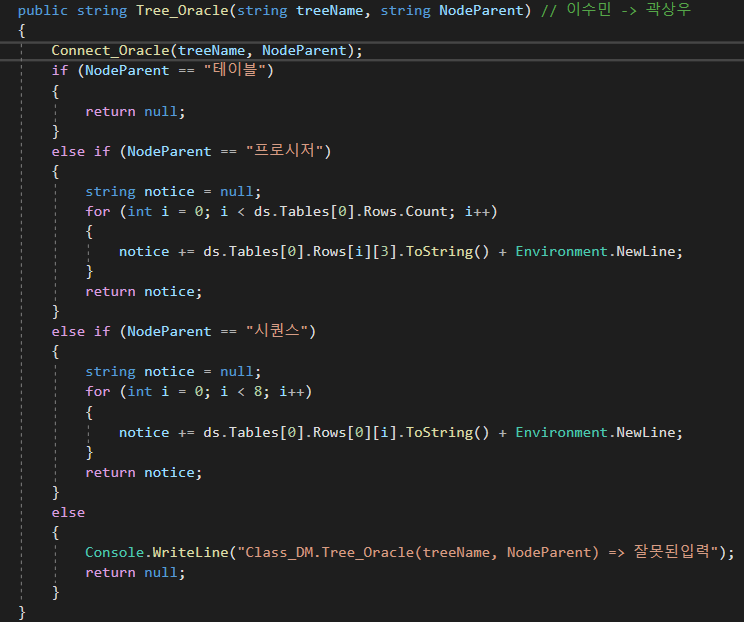 public string Tree_Oracle(string treeName, string NodeParent) // 이수민 -> 곽상우
{
    Connect_Oracle(treeName, NodeParent);
    if (NodeParent == "테이블")
    {
        return null;
    }
    else if (NodeParent == "프로시저")
    {
        string notice = null;
        for (int i = 0; i < ds.Tables[0].Rows.Count; i++)
        {
            notice += ds.Tables[0].Rows[i][3].ToString() + Environment.NewLine;
        }
        return notice;
    }
    else if (NodeParent == "시퀀스")
    {
        string notice = null;
        for (int i = 0; i < 8; i++)
        {
            notice += ds.Tables[0].Rows[0][i].ToString() + Environment.NewLine;
        }
        return notice;
    }
    else
    {
        Console.WriteLine("Class_DM.Tree_Oracle(treeName, NodeParent) => 잘못된입력");
        return null;
    }
}